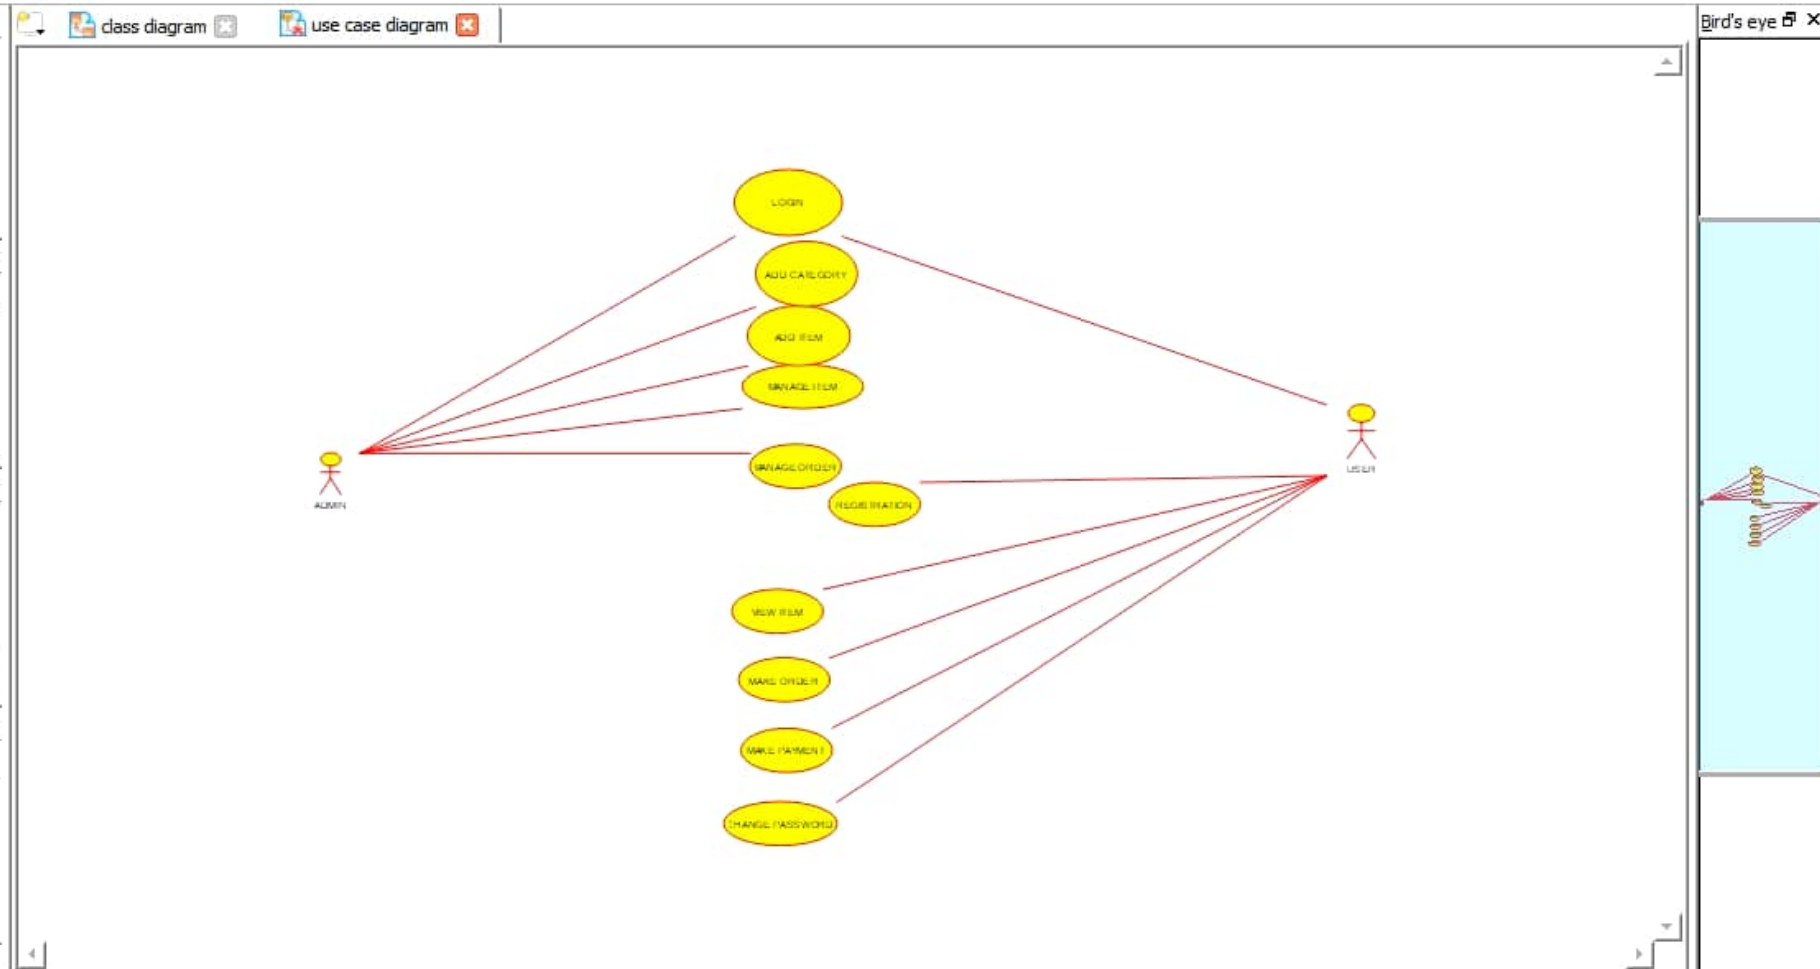 class diagram
use case diagram
Bird's eye
LOGIN
ADD CATEGORY
ADD ITEM
MANAGE ITEM
MANAGE ORDER
REGISTRATION
ADMIN
USER
VIEW ITEM
MAKE ORDER
MAKE PAYMENT
CHANGE PASSWORD